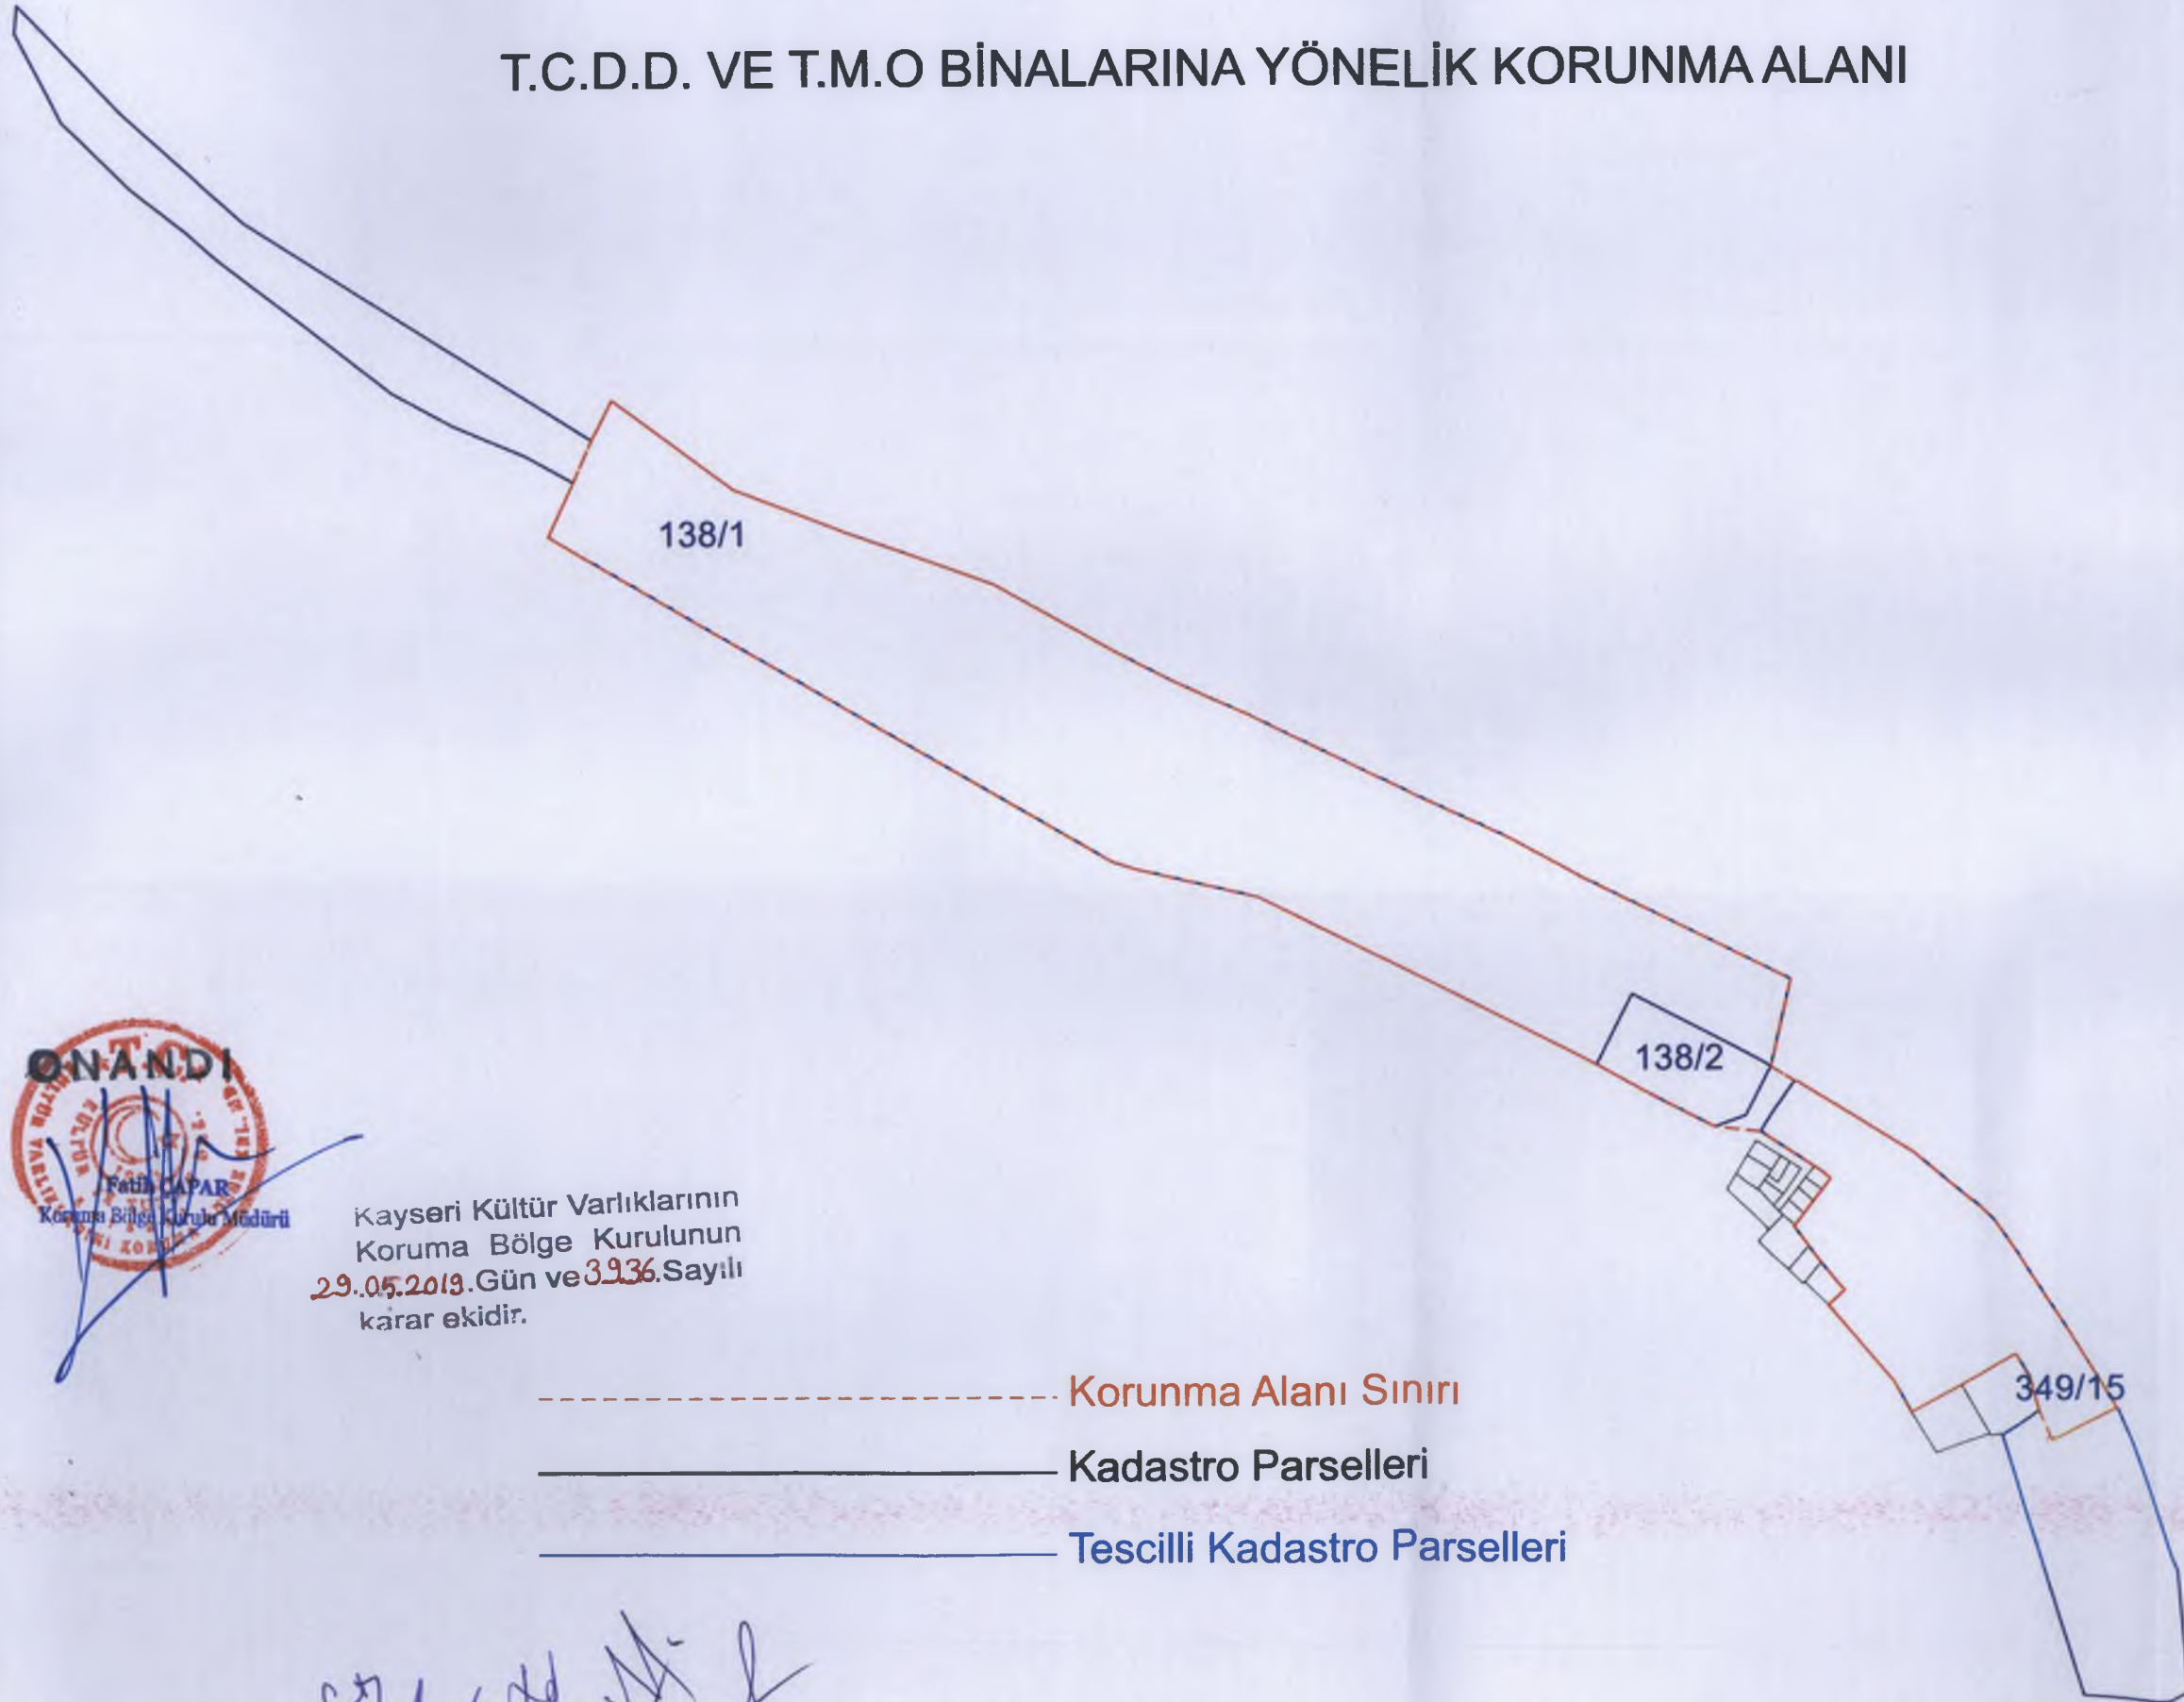 T.C.D.D. VE T.M.O BİNALARINA YÖNELİK KORUNMA ALANI
138/1
138/2
349/15
ONANDI
T.C.
Fatih ÇAPAR
Koruma Bölge Kurulu Müdürü
Kayseri Kültür Varlıklarının
Koruma Bölge Kurulunun
29.05.2019.Gün ve 3936.Sayılı
karar ekidir.
Korunma Alanı Sınırı
Kadastro Parselleri
Tescilli Kadastro Parselleri